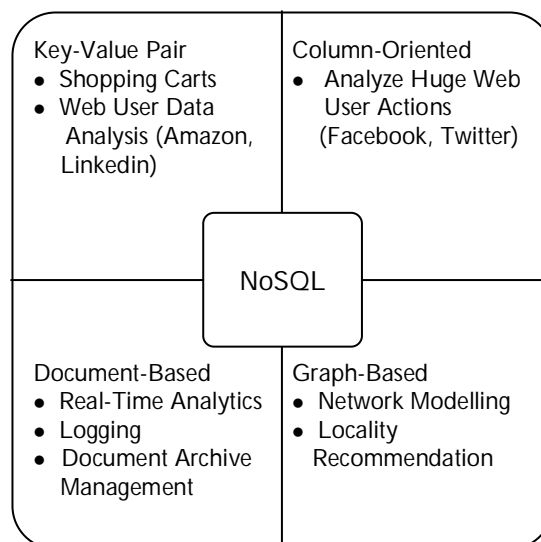 Key-Value Pair
● Shopping Carts
● Web User Data
Analysis (Amazon,
Linkedin)
Column-Oriented
● Analyze Huge Web
User Actions
(Facebook, Twitter)
NoSQL
Document-Based
● Real-Time Analytics
● Logging
● Document Archive
Management
Graph-Based
● Network Modelling
● Locality
Recommendation